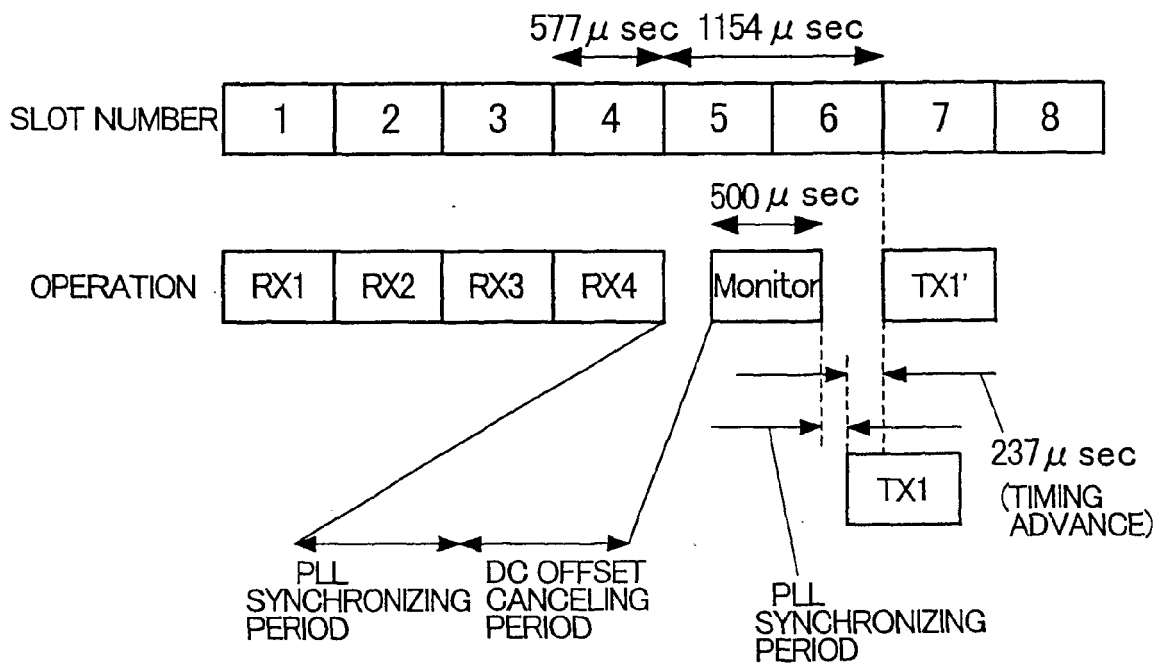 577μ sec 1154μ sec
SLOT NUMBER 1 2 3 4 5 6 7 8
500μ sec
OPERATION RX1 RX2 RX3 RX4 Monitor TX1'
237μ sec
(TIMING
ADVANCE)
TX1
PLL
SYNCHRONIZING
PERIOD
DC OFFSET
CANCELING
PERIOD
PLL
SYNCHRONIZING
PERIOD